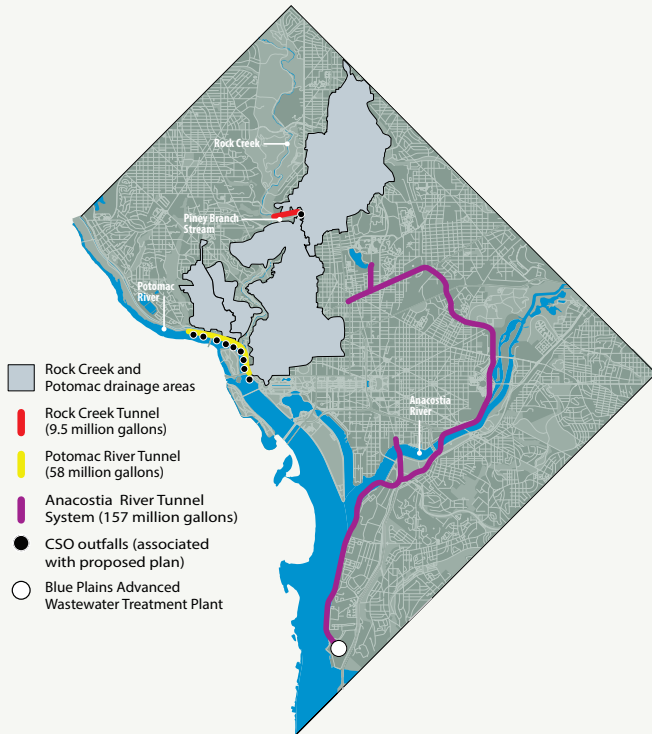 Rock Creek
Piney Branch
Stream
Potomac
River
Anacostia
River
Rock Creek and
Potomac drainage areas
Rock Creek Tunnel
(9.5 million gallons)
Potomac River Tunnel
(58 million gallons)
Anacostia River Tunnel
System (157 million gallons)
CSO outfalls (associated
with proposed plan)
Blue Plains Advanced
Wastewater Treatment Plant